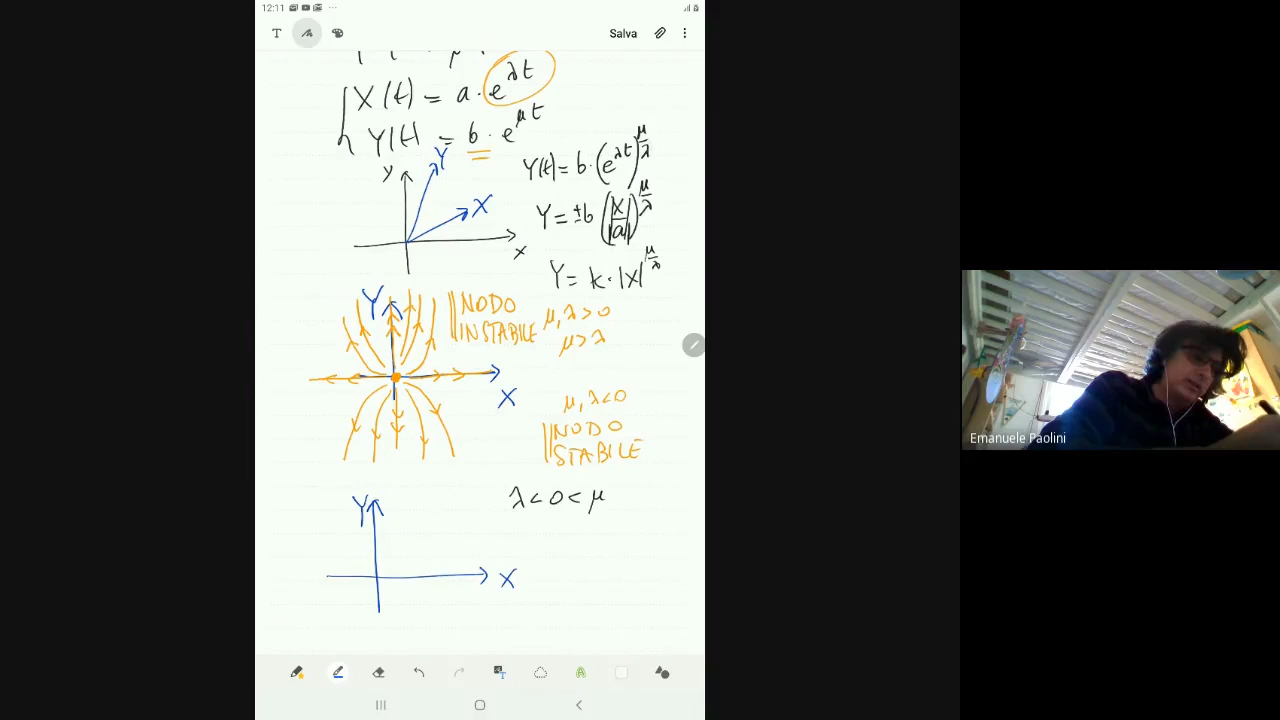 12:11
T
Salva
X(t) = a · e^{λt}
Y(t) = b · e^{μt}
Y(t) = b · (e^{λt})^{μ/λ}
y
Y
X
x
Y = ±b (|X|/|a|)^{μ/λ}
Y = k · |X|^{μ/λ}
Y
NODO
INSTABILE
μ, λ > 0
μ > λ
X
μ, λ < 0
NODO
STABILE
Emanuele Paolini
λ < 0 < μ
Y
X